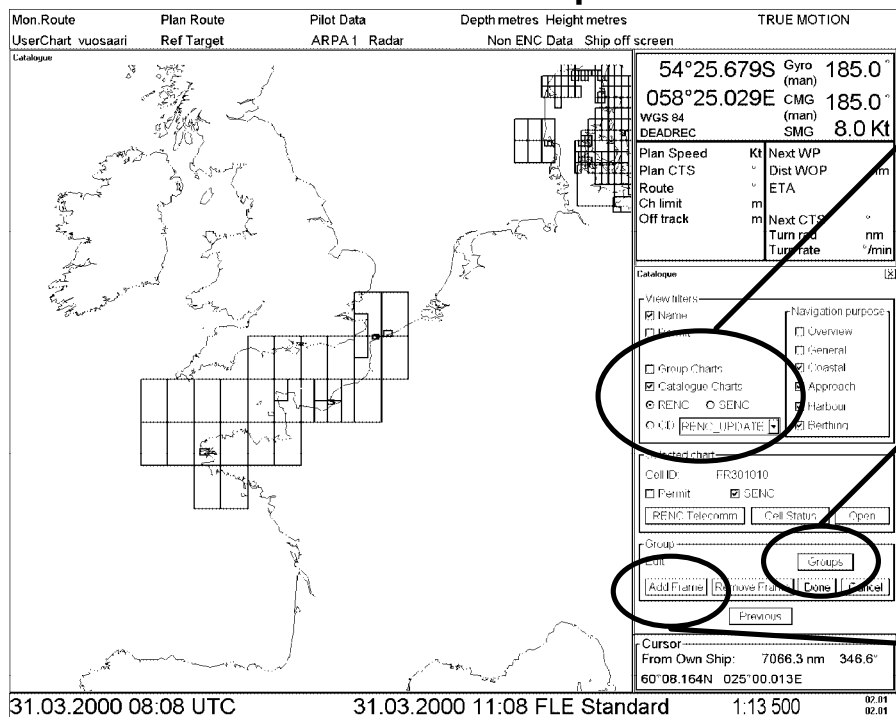 Mon.Route Plan Route Pilot Data Depth metres Height metres TRUE MOTION
UserChart vuosaari Ref Target ARPA 1 Radar Non ENC Data Ship off screen
Catalogue
54°25.679S Gyro 185.0°
(man)
058°25.029E CMG 185.0°
WGS 84 (man)
DEADREC SMG 8.0 Kt
Plan Speed Kt Next WP
Plan CTS ° Dist WOP
Route ° ETA
Ch limit m
Off track m Next CTS °
Turn rad nm
Turn rate °/min
Catalogue
View filters
Name
Navigation purpose
Overview
General
Group Charts
Coastal
Catalogue Charts
Approach
RENC SENC
Harbour
CD RENC_UPDATE
Berthing
Selected chart
Cell ID: FR301010
Permit SENC
RENC Telecomm Cell Status Open
Group
Edit Groups
Add Frame Remove Frame Done Cancel
Previous
Cursor
From Own Ship: 7066.3 nm 346.6°
60°08.164N 025°00.013E
31.03.2000 08:08 UTC 31.03.2000 11:08 FLE Standard 1:13 500 02.01
02.01